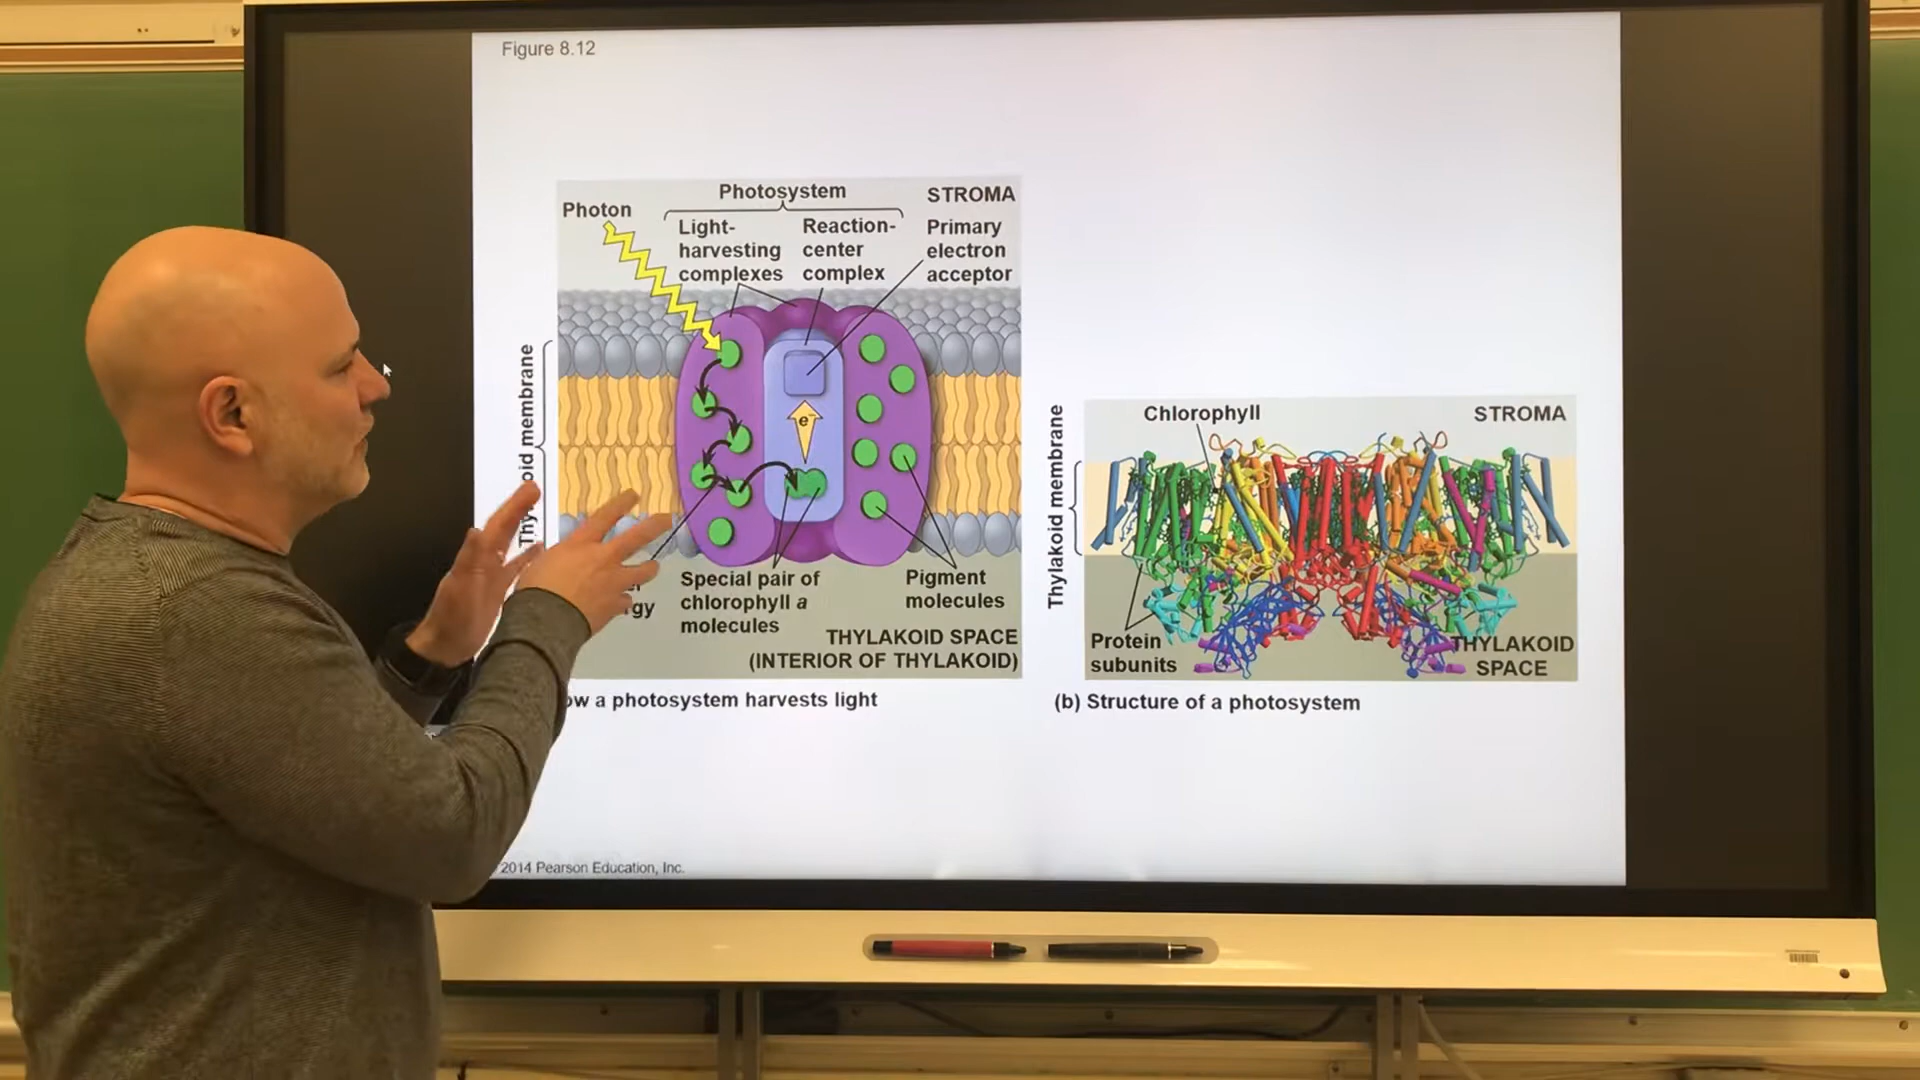 Figure 8.12
Photosystem
STROMA
Photon
Light-
harvesting
complexes
Reaction-
center
complex
Primary
electron
acceptor
membrane
e⁻
gy
Special pair of
chlorophyll a
molecules
Pigment
molecules
THYLAKOID SPACE
(INTERIOR OF THYLAKOID)
ow a photosystem harvests light
Chlorophyll
STROMA
Thylakoid membrane
Protein
subunits
THYLAKOID
SPACE
(b) Structure of a photosystem
2014 Pearson Education, Inc.